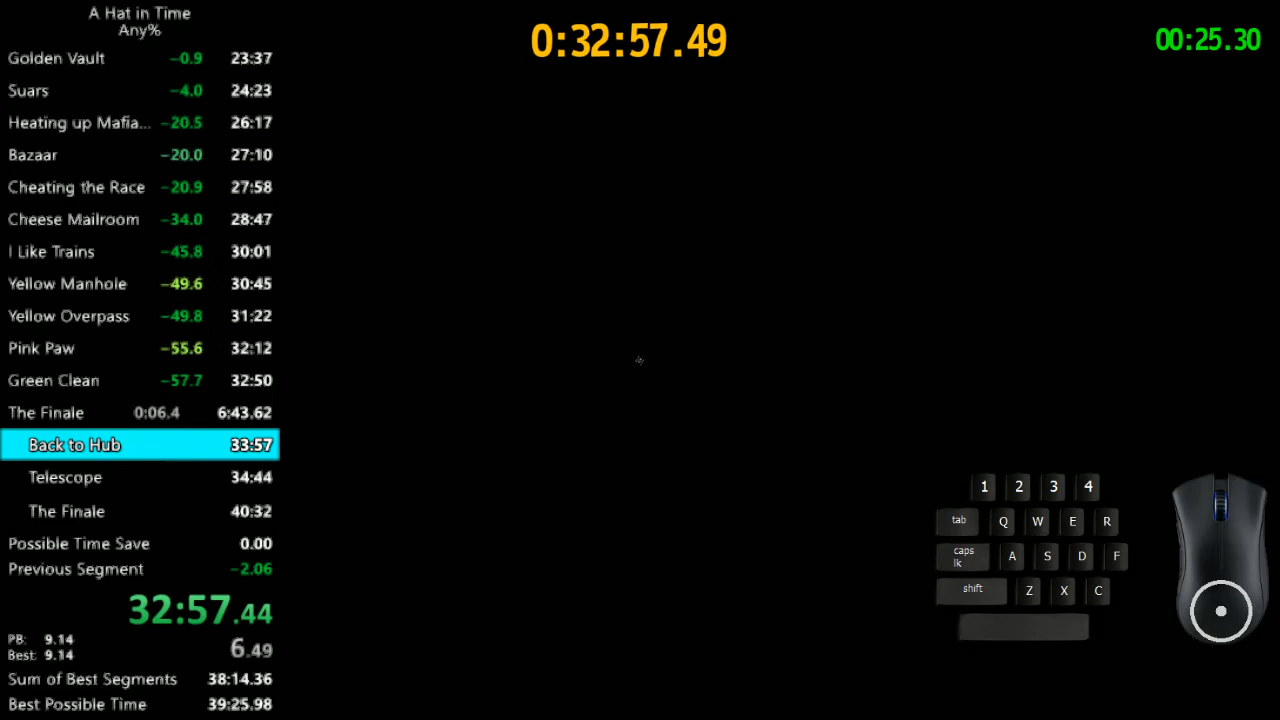 A Hat in Time
Any%
0:32:57.49
00:25.30
Golden Vault -0.9 23:37
Suars -4.0 24:23
Heating up Mafia... -20.5 26:17
Bazaar -20.0 27:10
Cheating the Race -20.9 27:58
Cheese Mailroom -34.0 28:47
I Like Trains -45.8 30:01
Yellow Manhole -49.6 30:45
Yellow Overpass -49.8 31:22
Pink Paw -55.6 32:12
Green Clean -57.7 32:50
The Finale 0:06.4 6:43.62
Back to Hub 33:57
Telescope 34:44
The Finale 40:32
Possible Time Save 0.00
Previous Segment -2.06
32:57.44
PB: 9.14
Best: 9.14
6.49
Sum of Best Segments 38:14.36
Best Possible Time 39:25.98
1 2 3 4
tab Q W E R
caps lk A S D F
shift Z X C